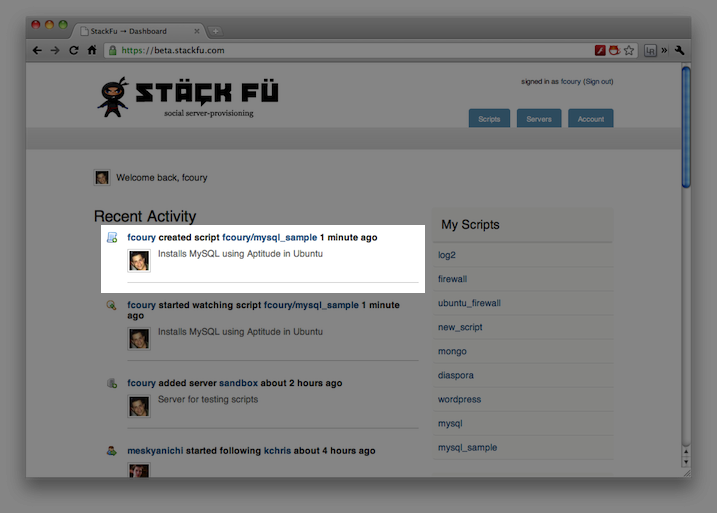 StackFu → Dashboard
https://beta.stackfu.com
STÄCK FÜ
social server-provisioning
signed in as fcoury (Sign out)
Scripts Servers Account
Welcome back, fcoury
Recent Activity
fcoury created script fcoury/mysql_sample 1 minute ago
Installs MySQL using Aptitude in Ubuntu
fcoury started watching script fcoury/mysql_sample 1 minute
ago
Installs MySQL using Aptitude in Ubuntu
fcoury added server sandbox about 2 hours ago
Server for testing scripts
meskyanichi started following kchris about 4 hours ago
My Scripts
log2
firewall
ubuntu_firewall
new_script
mongo
diaspora
wordpress
mysql
mysql_sample